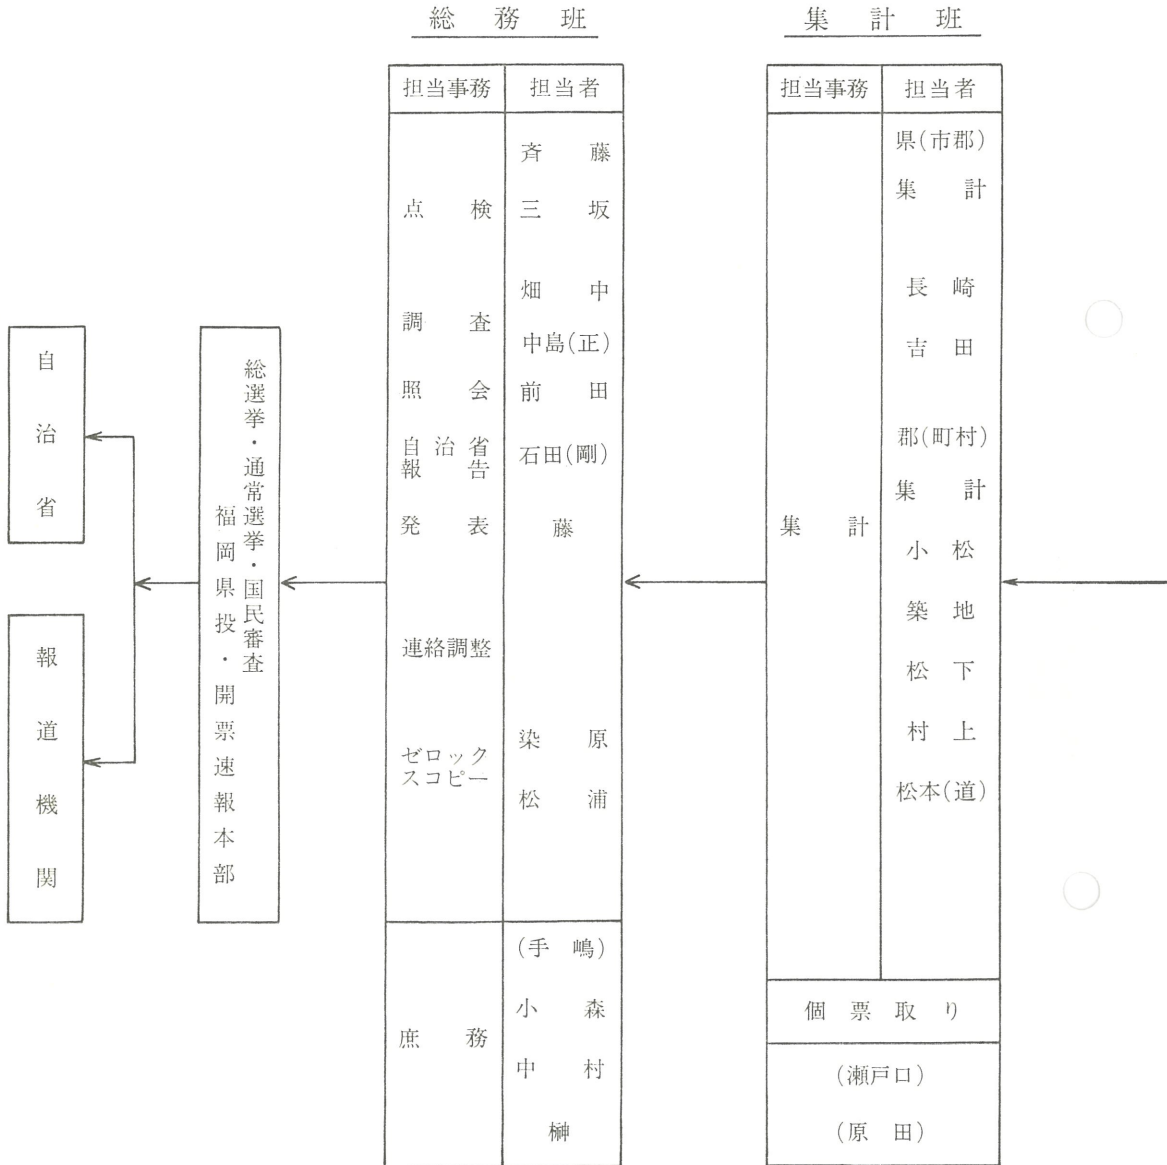 総務班
担当事務 担当者
斉藤
点検 三坂
畑中
調査
中島(正)
照会 前田
自治省
報告
石田(剛)
発表 藤
連絡調整
染原
ゼロック
スコピー
松浦
庶務
(手嶋)
小森
中村
榊
集計班
担当事務 担当者
県(市郡)
集計
長崎
吉田
郡(町村)
集計
集計
小松
築地
松下
村上
松本(道)
個票取り
(瀬戸口)
(原田)
総選挙・通常選挙・国民審査
福岡県投・開票速報本部
自治省
報道機関